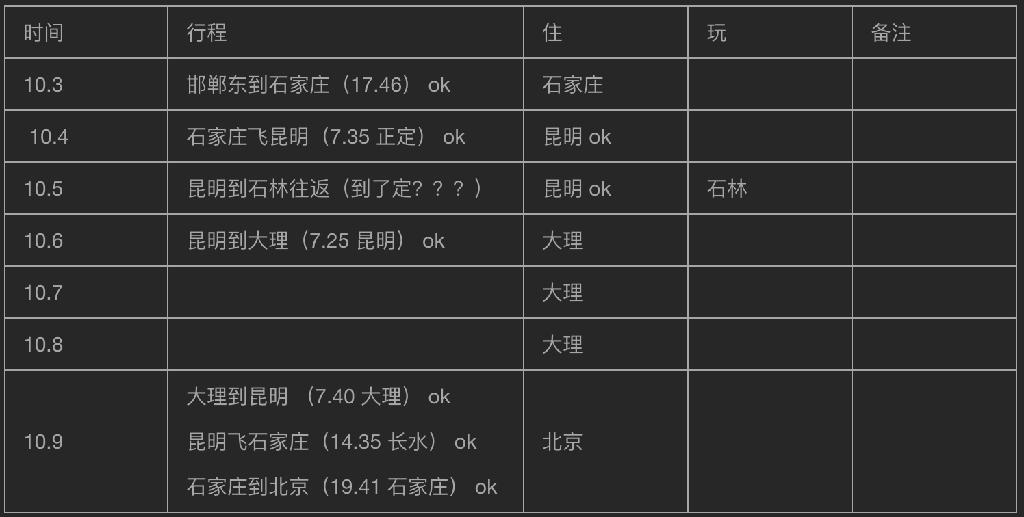 时间 行程 住 玩 备注
10.3 邯郸东到石家庄（17.46） ok 石家庄
10.4 石家庄飞昆明（7.35 正定） ok 昆明 ok
10.5 昆明到石林往返（到了定？？？） 昆明 ok 石林
10.6 昆明到大理（7.25 昆明） ok 大理
10.7 大理
10.8 大理
大理到昆明 （7.40 大理） ok
10.9 昆明飞石家庄（14.35 长水） ok 北京
石家庄到北京（19.41 石家庄） ok